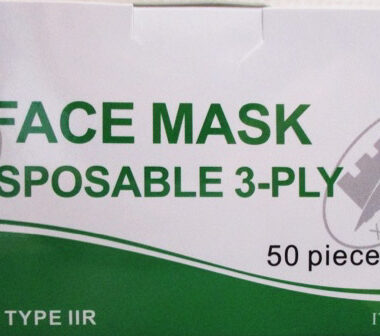 FACE MASK
SPOSABLE 3-PLY
50 piece
TYPE IIR